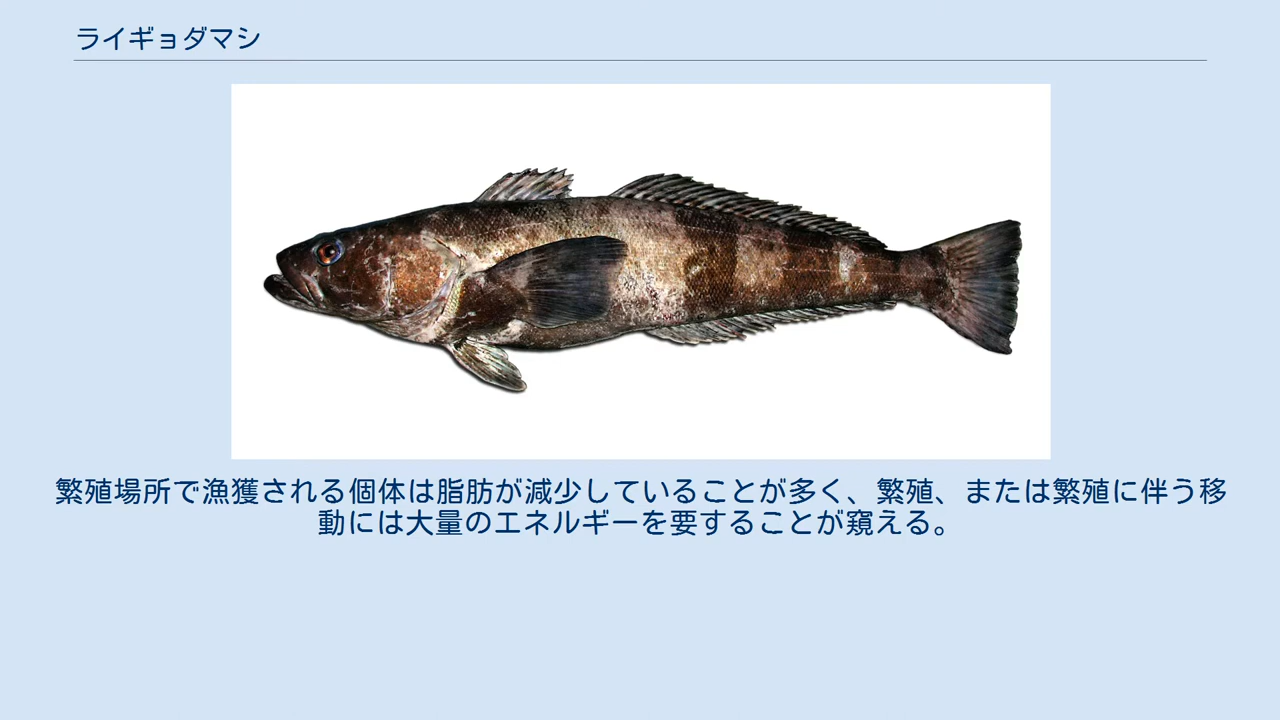 ライギョダマシ
繁殖場所で漁獲される個体は脂肪が減少していることが多く、繁殖、または繁殖に伴う移
動には大量のエネルギーを要することが窺える。